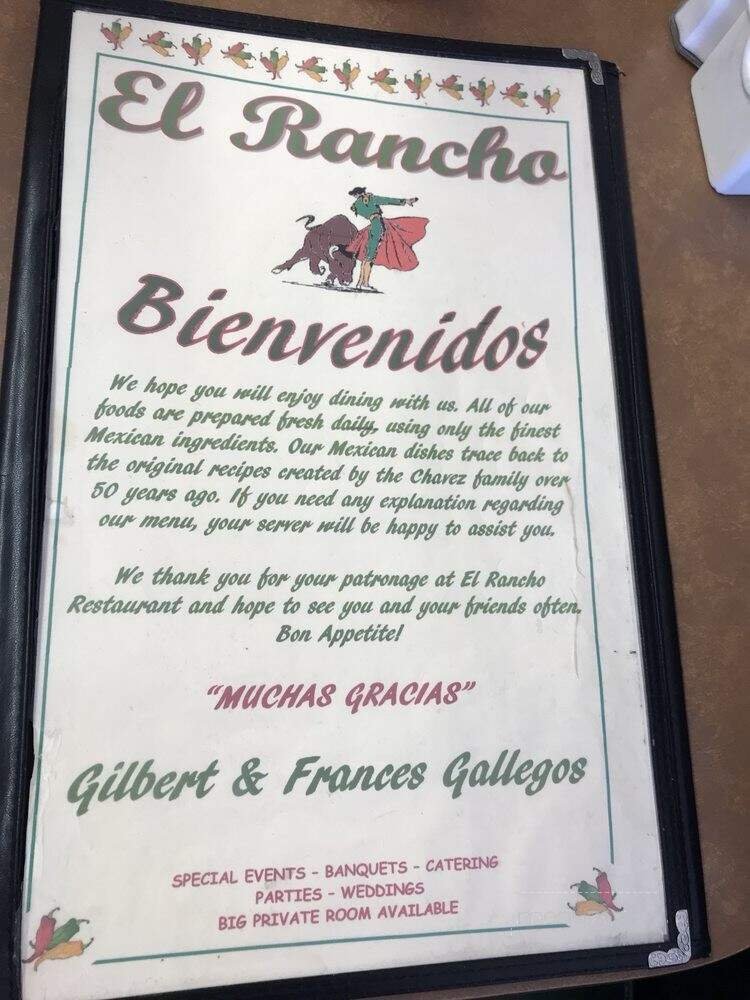 El Rancho
Bienvenidos
We hope you will enjoy dining with us. All of our
foods are prepared fresh daily, using only the finest
Mexican ingredients. Our Mexican dishes trace back to
the original recipes created by the Chavez family over
50 years ago. If you need any explanation regarding
our menu, your server will be happy to assist you.
We thank you for your patronage at El Rancho
Restaurant and hope to see you and your friends often.
Bon Appetite!
"MUCHAS GRACIAS"
Gilbert & Frances Gallegos
SPECIAL EVENTS - BANQUETS - CATERING
PARTIES - WEDDINGS
BIG PRIVATE ROOM AVAILABLE